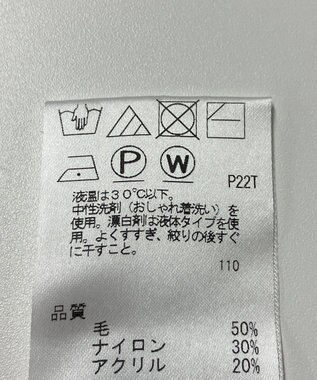 P W P22T
液温は30℃以下。
中性洗剤（おしゃれ着洗い）を
使用。漂白剤は液体タイプを使
用。よくすすぎ、絞りの後すぐ
に干すこと。
110
品質
毛 50%
ナイロン 30%
アクリル 20%